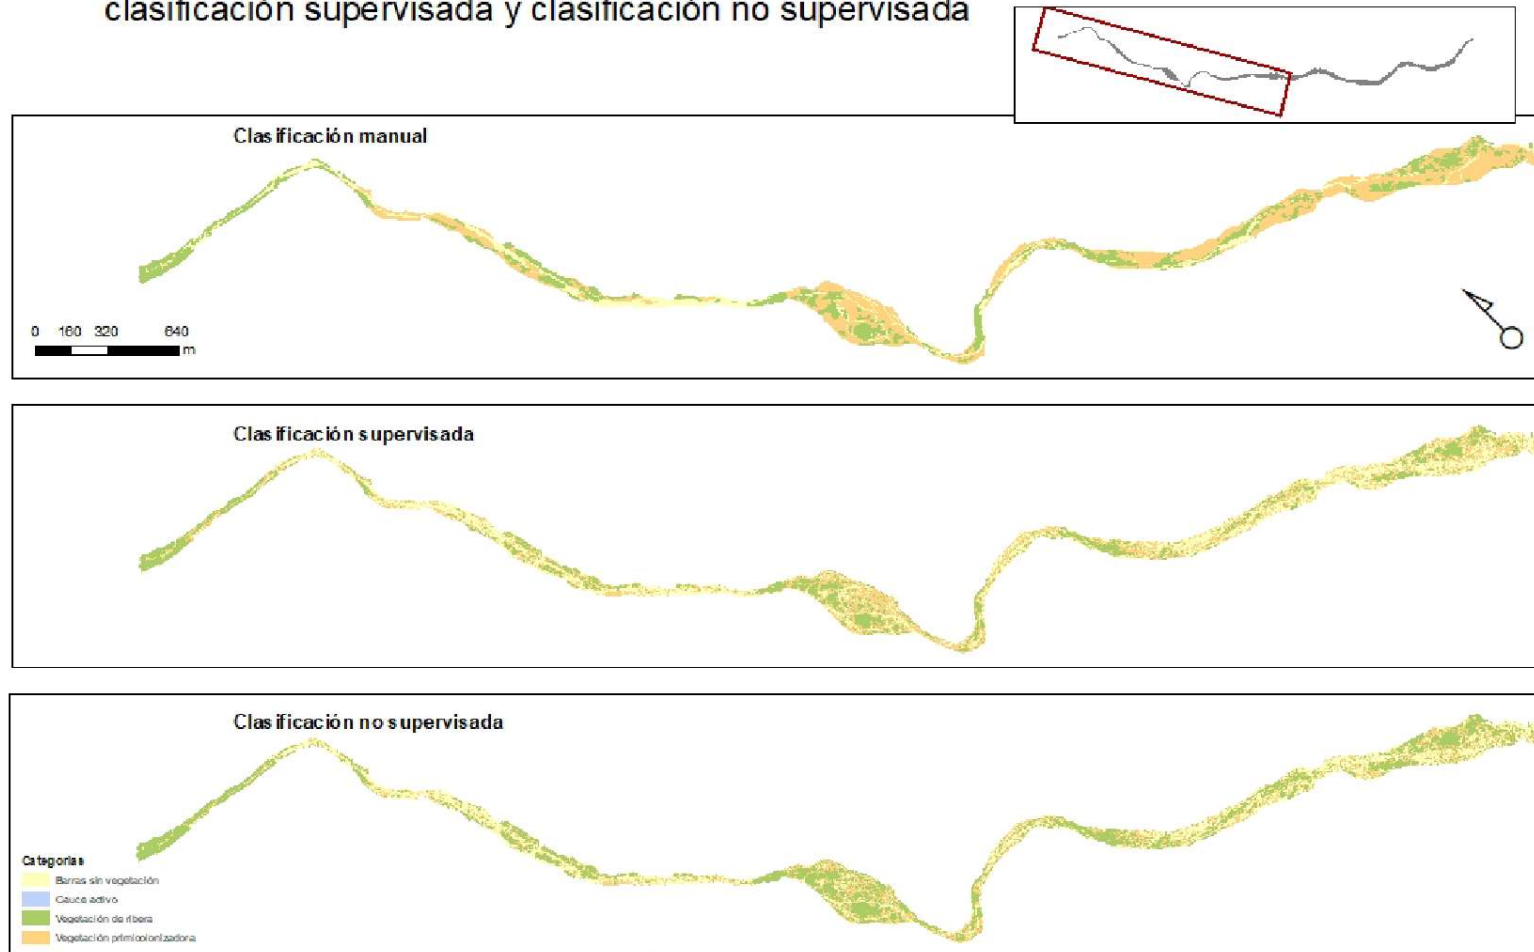 clasificación supervisada y clasificación no supervisada
Clasificación manual
0 160 320 640
m
Clasificación supervisada
Clasificación no supervisada
Categorías
Barras sin vegetación
Cauce activo
Vegetación de ribera
Vegetación primicolonizadora